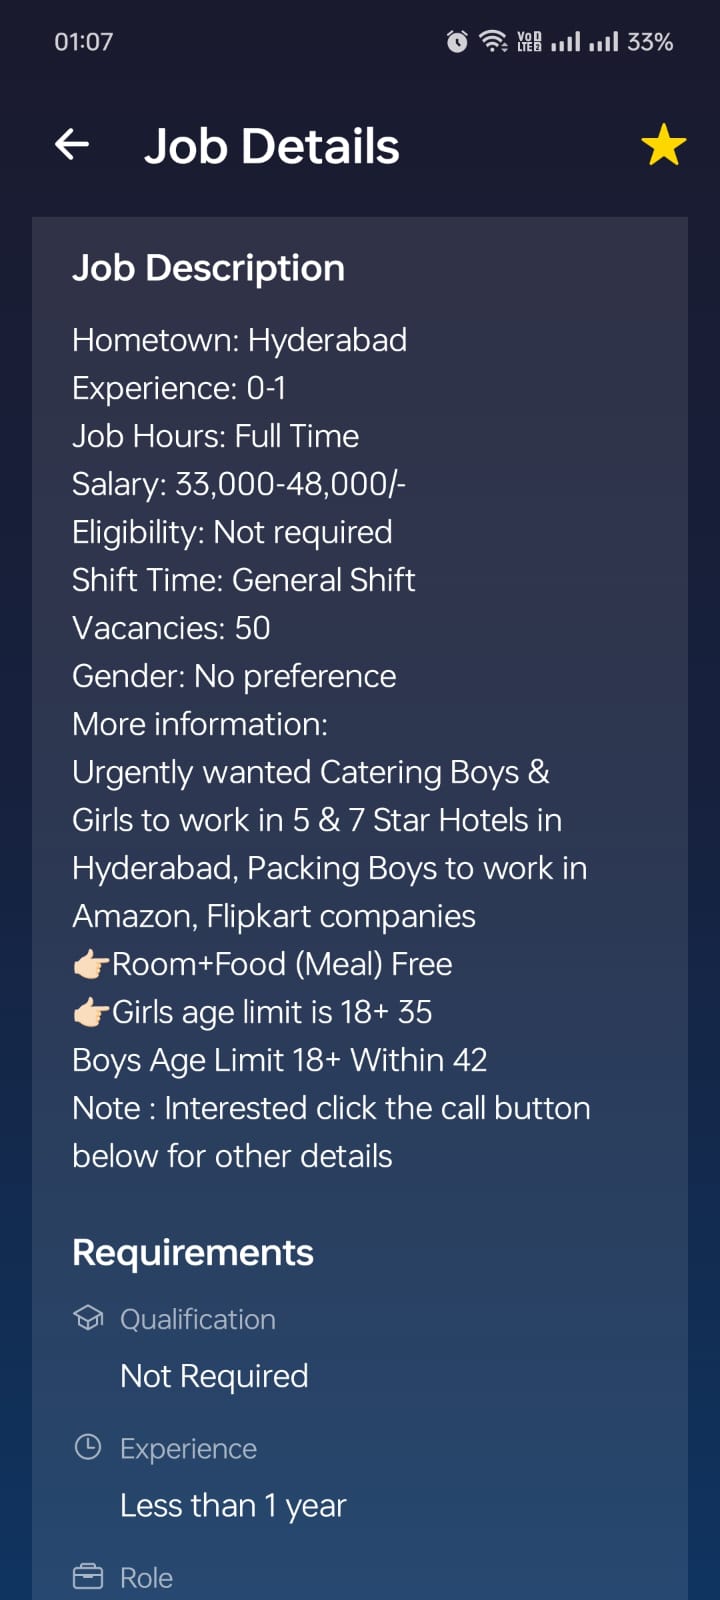 01:07
VoD LTE2 33%
Job Details
Job Description
Hometown: Hyderabad
Experience: 0-1
Job Hours: Full Time
Salary: 33,000-48,000/-
Eligibility: Not required
Shift Time: General Shift
Vacancies: 50
Gender: No preference
More information:
Urgently wanted Catering Boys &
Girls to work in 5 & 7 Star Hotels in
Hyderabad, Packing Boys to work in
Amazon, Flipkart companies
👉🏻Room+Food (Meal) Free
👉🏻Girls age limit is 18+ 35
Boys Age Limit 18+ Within 42
Note : Interested click the call button
below for other details
Requirements
Qualification
Not Required
Experience
Less than 1 year
Role